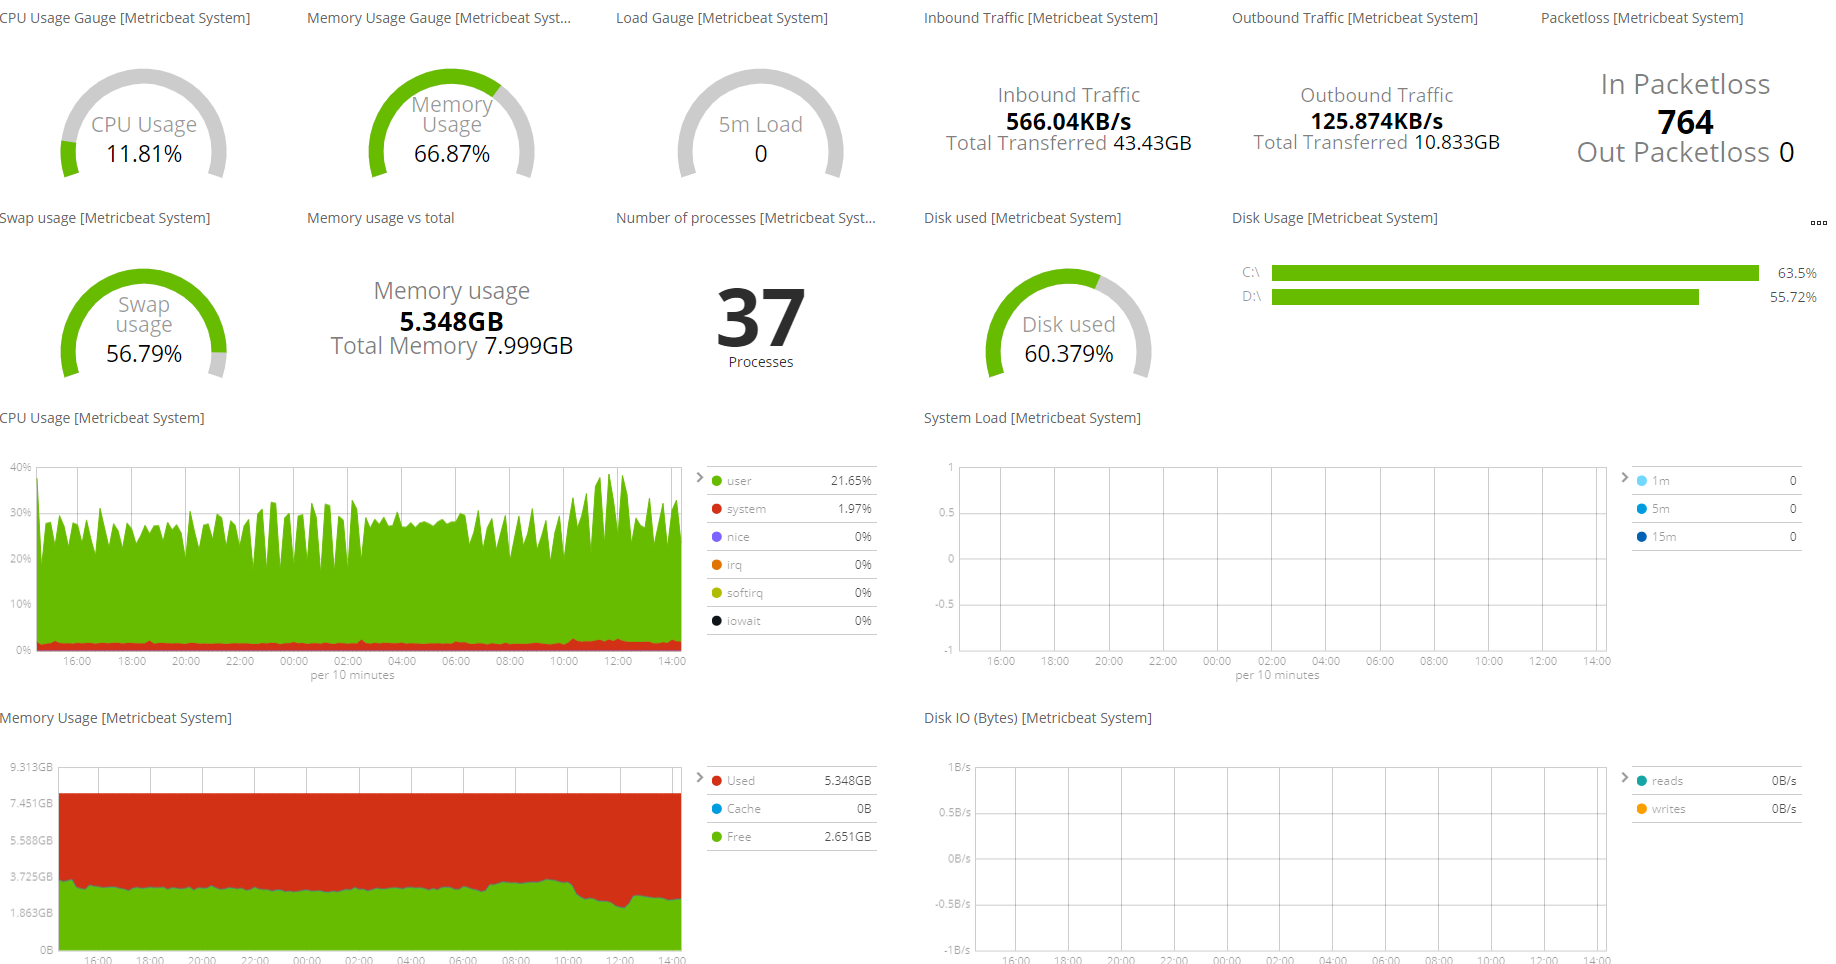 CPU Usage Gauge [Metricbeat System]
Memory Usage Gauge [Metricbeat Syst...
Load Gauge [Metricbeat System]
Inbound Traffic [Metricbeat System]
Outbound Traffic [Metricbeat System]
Packetloss [Metricbeat System]
CPU Usage
11.81%
Memory
Usage
66.87%
5m Load
0
Inbound Traffic
566.04KB/s
Total Transferred 43.43GB
Outbound Traffic
125.874KB/s
Total Transferred 10.833GB
In Packetloss
764
Out Packetloss 0
Swap usage [Metricbeat System]
Memory usage vs total
Number of processes [Metricbeat Syst...
Disk used [Metricbeat System]
Disk Usage [Metricbeat System]
Swap
usage
56.79%
Memory usage
5.348GB
Total Memory 7.999GB
37
Processes
Disk used
60.379%
C:\ 63.5%
D:\ 55.72%
CPU Usage [Metricbeat System]
40%
30%
20%
10%
0%
16:00 18:00 20:00 22:00 00:00 02:00 04:00 06:00 08:00 10:00 12:00 14:00
per 10 minutes
user 21.65%
system 1.97%
nice 0%
irq 0%
softirq 0%
iowait 0%
System Load [Metricbeat System]
1
0.5
0
-0.5
-1
16:00 18:00 20:00 22:00 00:00 02:00 04:00 06:00 08:00 10:00 12:00 14:00
per 10 minutes
1m 0
5m 0
15m 0
Memory Usage [Metricbeat System]
9.313GB
7.451GB
5.588GB
3.725GB
1.863GB
0B
16:00 18:00 20:00 22:00 00:00 02:00 04:00 06:00 08:00 10:00 12:00 14:00
Used 5.348GB
Cache 0B
Free 2.651GB
Disk IO (Bytes) [Metricbeat System]
1B/s
0.5B/s
0B/s
-0.5B/s
-1B/s
16:00 18:00 20:00 22:00 00:00 02:00 04:00 06:00 08:00 10:00 12:00 14:00
reads 0B/s
writes 0B/s